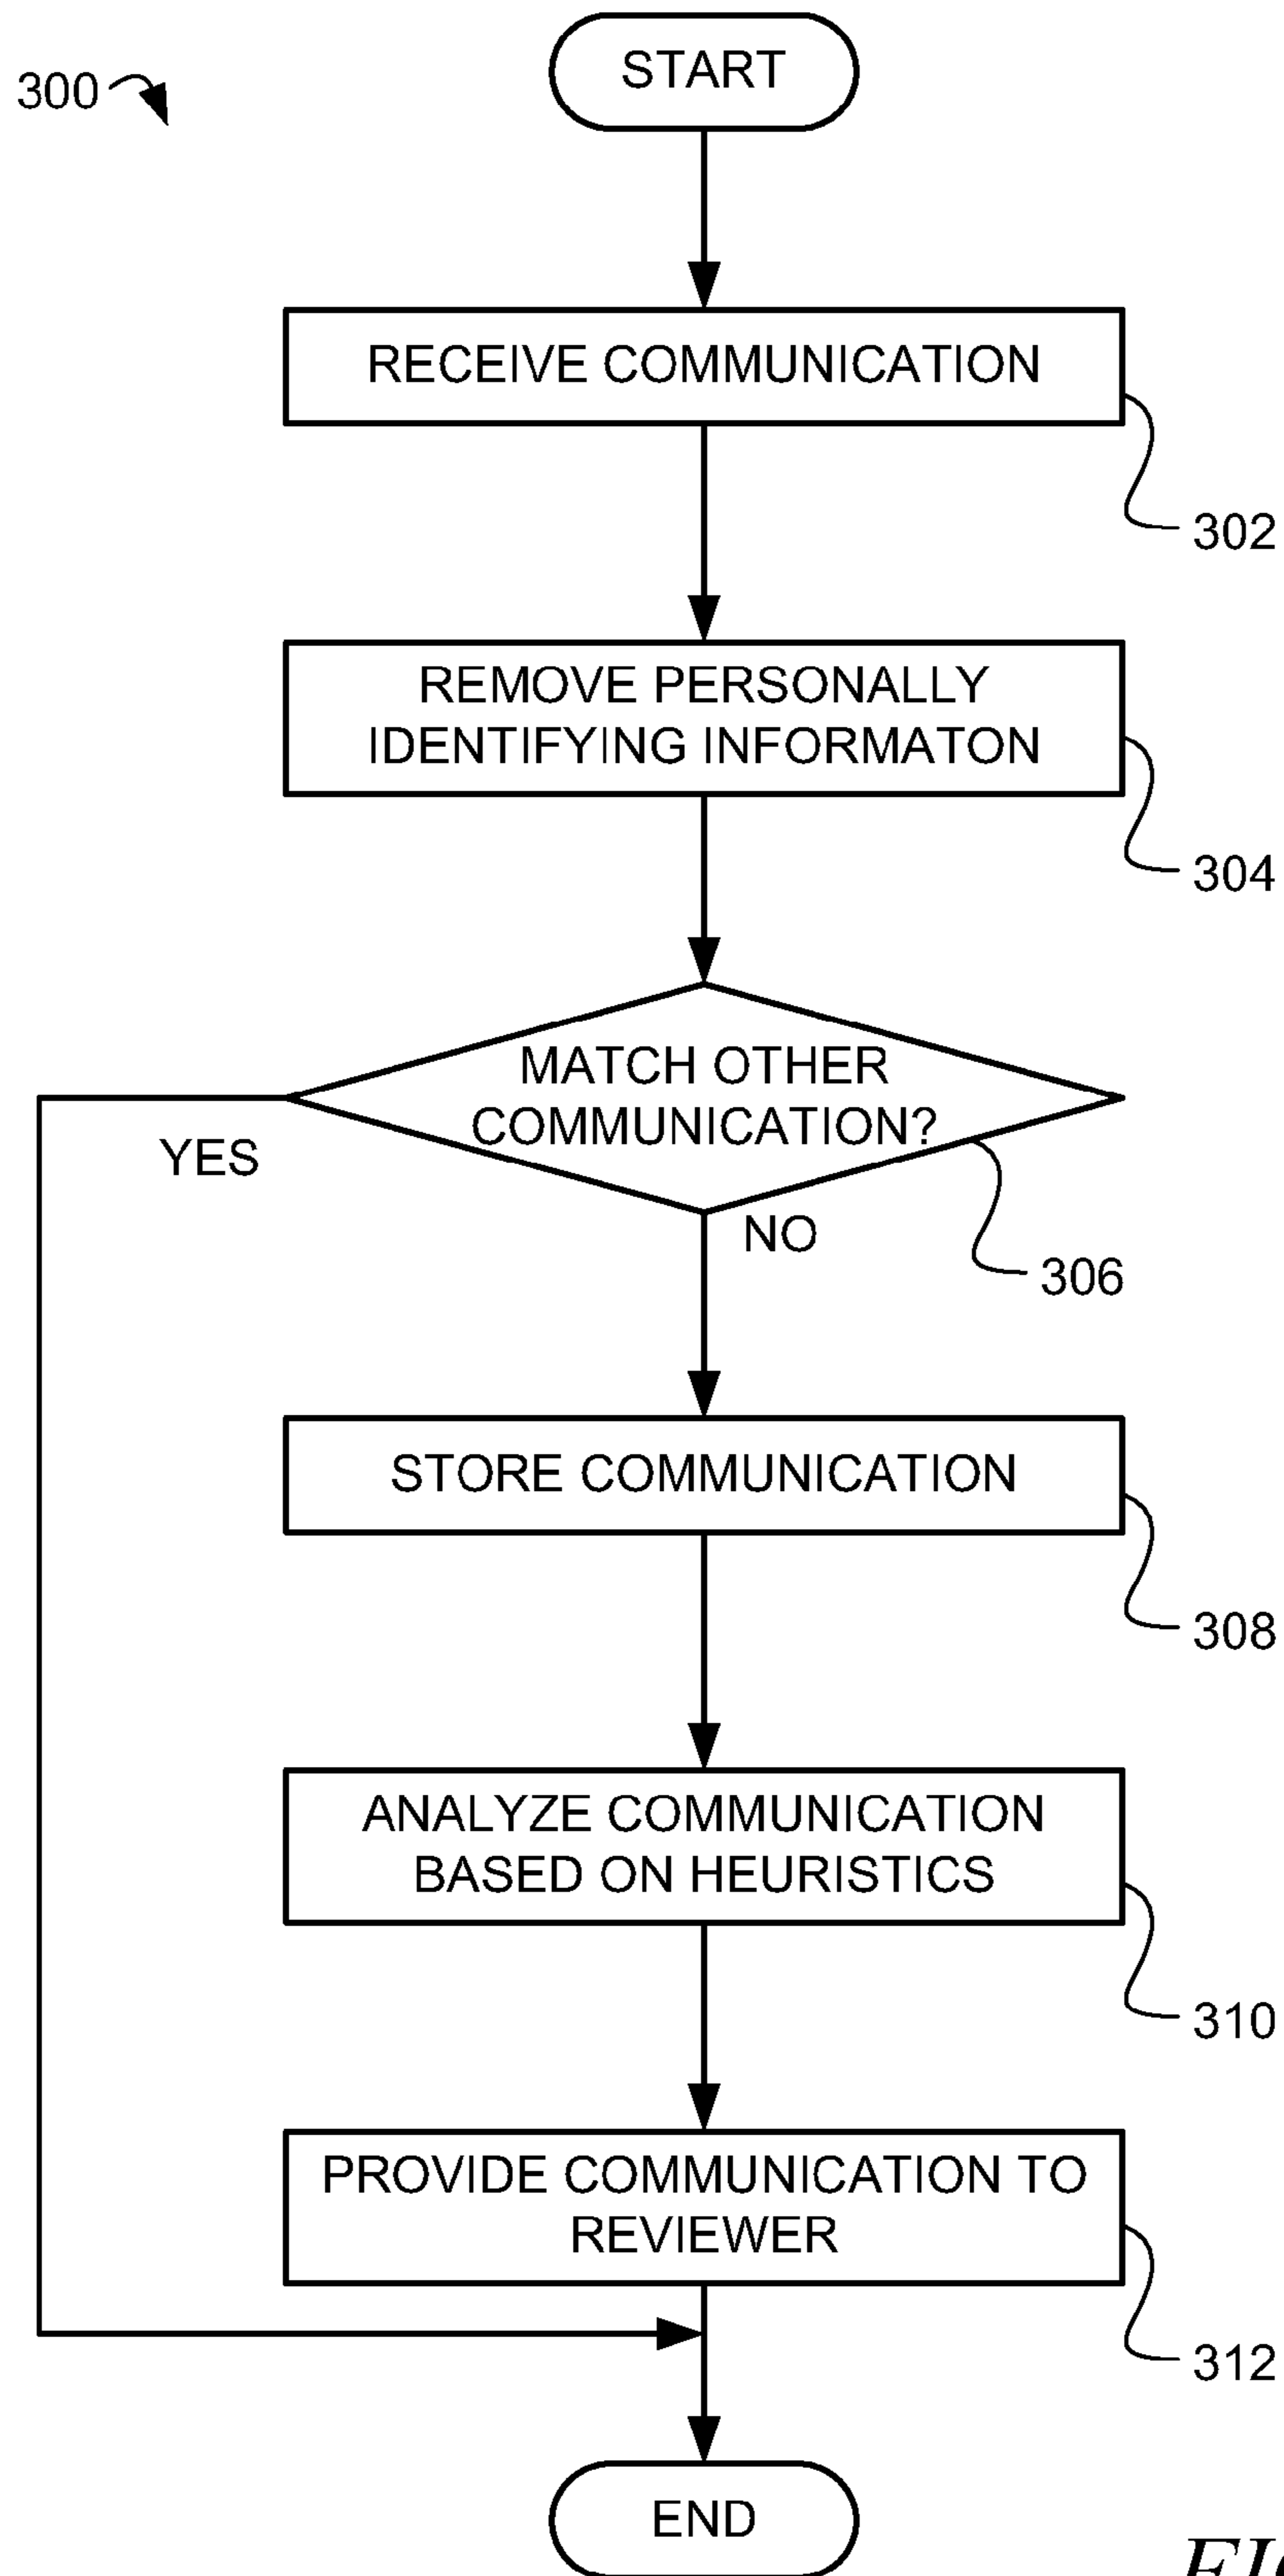 START
300
RECEIVE COMMUNICATION
302
REMOVE PERSONALLY
IDENTIFYING INFORMATON
304
MATCH OTHER
COMMUNICATION?
YES
NO
306
STORE COMMUNICATION
308
ANALYZE COMMUNICATION
BASED ON HEURISTICS
310
PROVIDE COMMUNICATION TO
REVIEWER
312
END